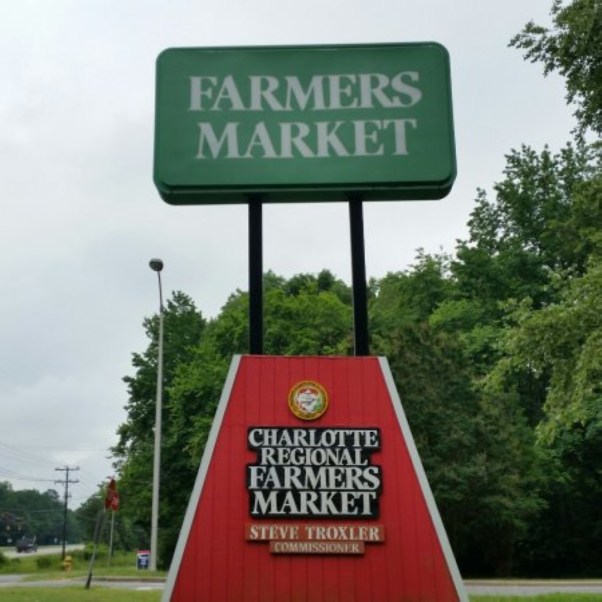 FARMERS
MARKET
CHARLOTTE
REGIONAL
FARMERS
MARKET
STEVE TROXLER
COMMISSIONER